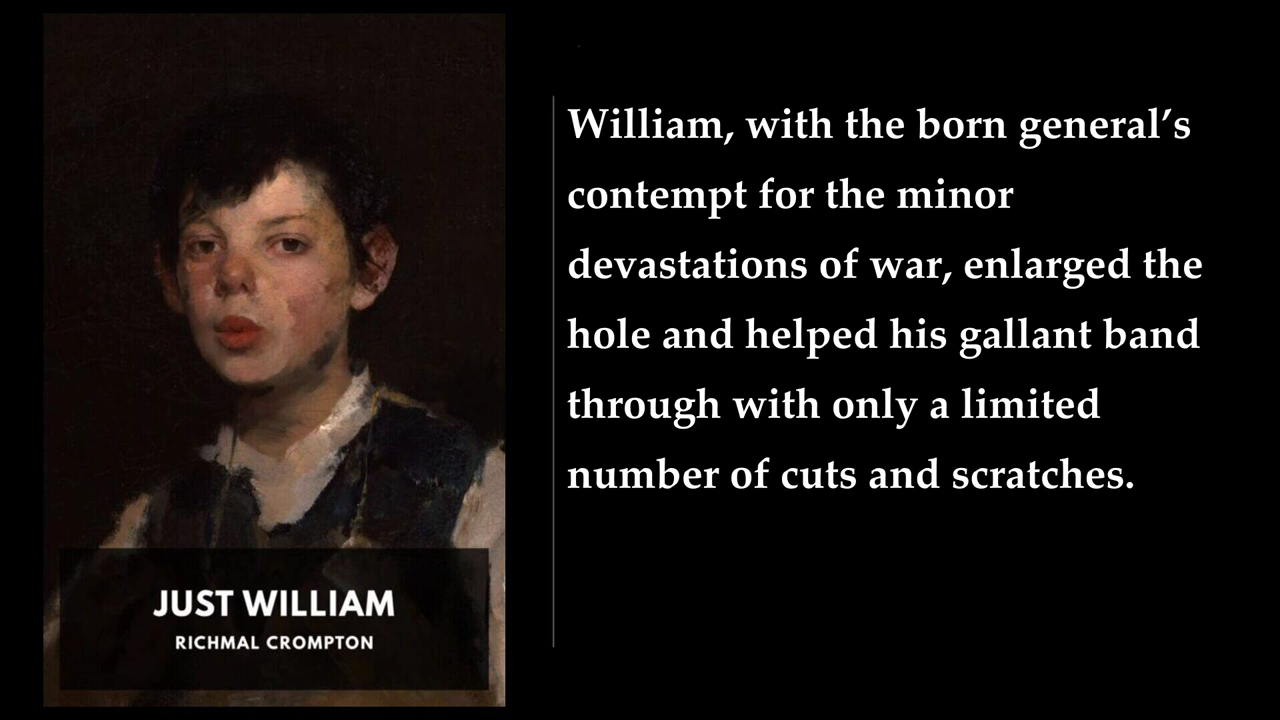 JUST WILLIAM
RICHMAL CROMPTON
William, with the born general’s
contempt for the minor
devastations of war, enlarged the
hole and helped his gallant band
through with only a limited
number of cuts and scratches.